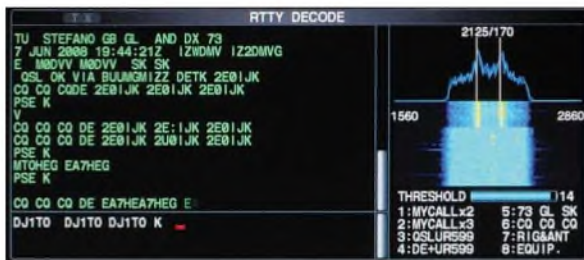 TX
RTTY DECODE
TU STEFANO GB GL AND DX 73
7 JUN 2008 19:44:21Z IZWDMV IZ2DMVG
E M0DVV M0DVV SK SK
QSL OK VIA BUUMGMIZZ DETK 2E0IJK
CQ CQ CQDE 2E0IJK 2E0IJK 2E0IJK
PSE K
V
CQ CQ CQ DE 2E0IJK 2E:IJK 2E0IJK
CQ CQ CQ DE 2E0IJK 2U0IJK 2E0IJK
PSE K
MTOHEG EA7HEG
PSE K
CQ CQ CQ DE EA7HEA7HEG E
DJ1TO DJ1TO DJ1TO K
2125/170
1560 2860
THRESHOLD 14
1:MYCALLx2 5:73 GL SK
2:MYCALLx3 6:CQ CQ CQ
3:QSLUR599 7:RIG&ANT
4:DE+UR599 8:EQUIP.